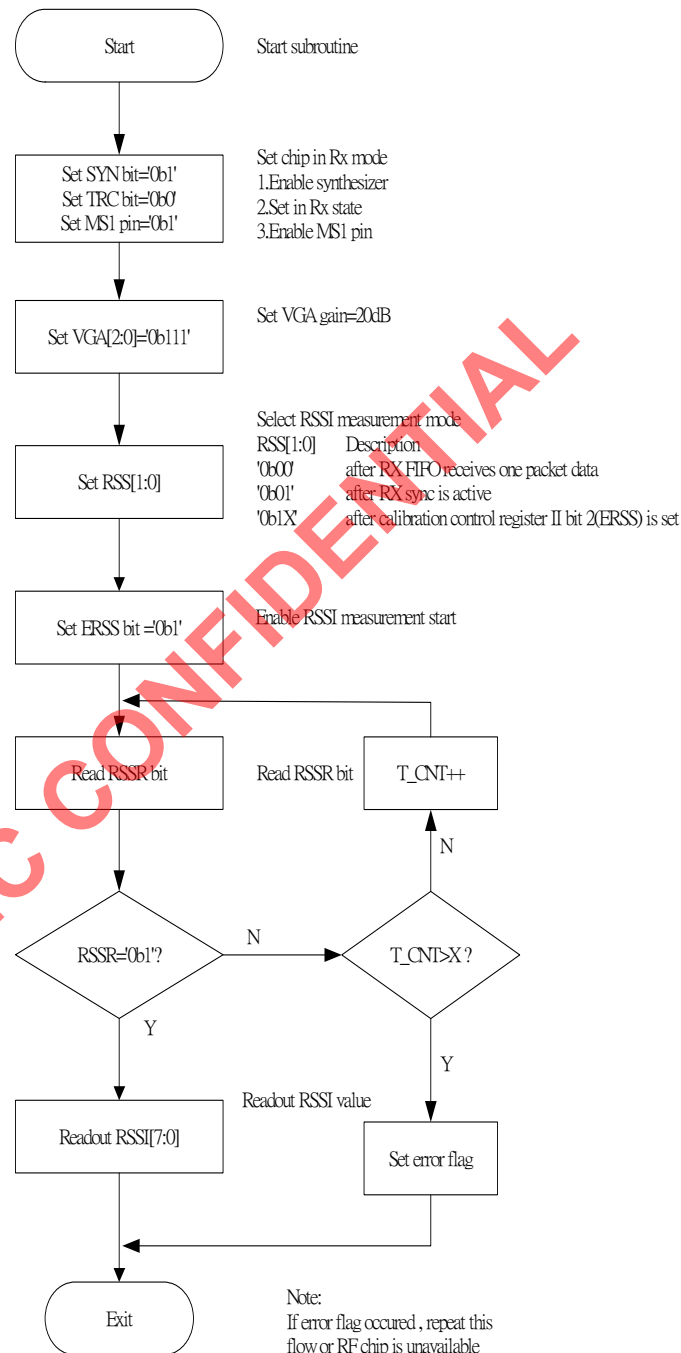 Start
Start subroutine
Set SYN bit='0b1'
Set TRC bit='0b0'
Set MS1 pin='0b1'
Set chip in Rx mode
1.Enable synthesizer
2.Set in Rx state
3.Enable MS1 pin
Set VGA[2:0]='0b111'
Set VGA gain=20dB
Set RSS[1:0]
Select RSSI measurement mode
RSS[1:0] Description
'0b00' after RX FIFO receives one packet data
'0b01' after RX sync is active
'0b1X' after calibration control register II bit 2(ERSS) is set
Set ERSS bit ='0b1'
Enable RSSI measurement start
Read RSSR bit
Read RSSR bit
T_CNT++
N
RSSR='0b1'?
N
T_CNT>X ?
Y
Y
Readout RSSI value
Readout RSSI[7:0]
Set error flag
Exit
Note:
If error flag occured , repeat this
flow or RF chip is unavailable
IC CONFIDENTIAL